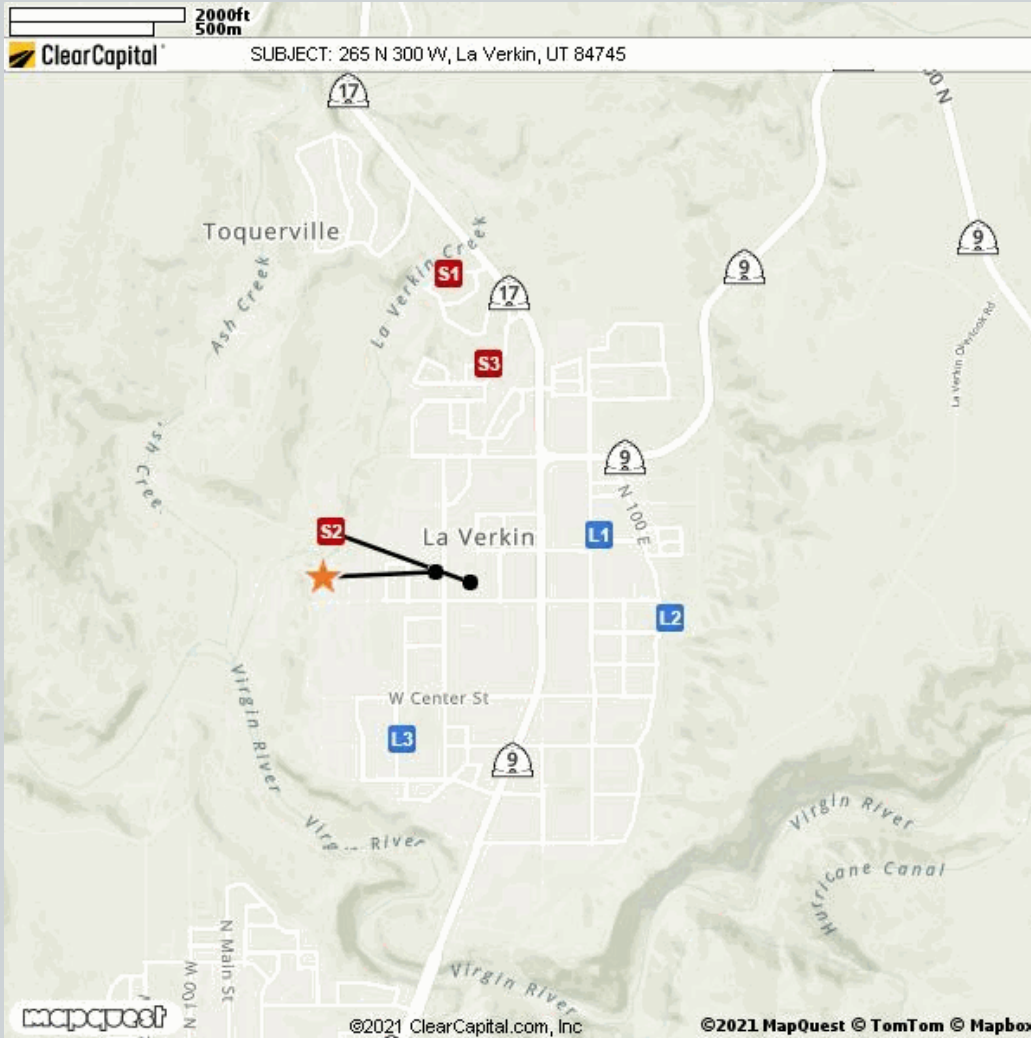 2000ft
500m
ClearCapital
SUBJECT: 265 N 300 W, La Verkin, UT 84745
17
Toquerville
La Verkin Creek
Ash Creek
S1
17
9
9
La Verkin Overlook Rd
S3
9
N 100 E
S2
La Verkin
L1
L2
W Center St
L3
9
Virgin River
Virgin River
Hurricane Canal
N Main St
N 100 W
Virgin River
mapquest
©2021 ClearCapital.com, Inc
©2021 MapQuest © TomTom © Mapbox